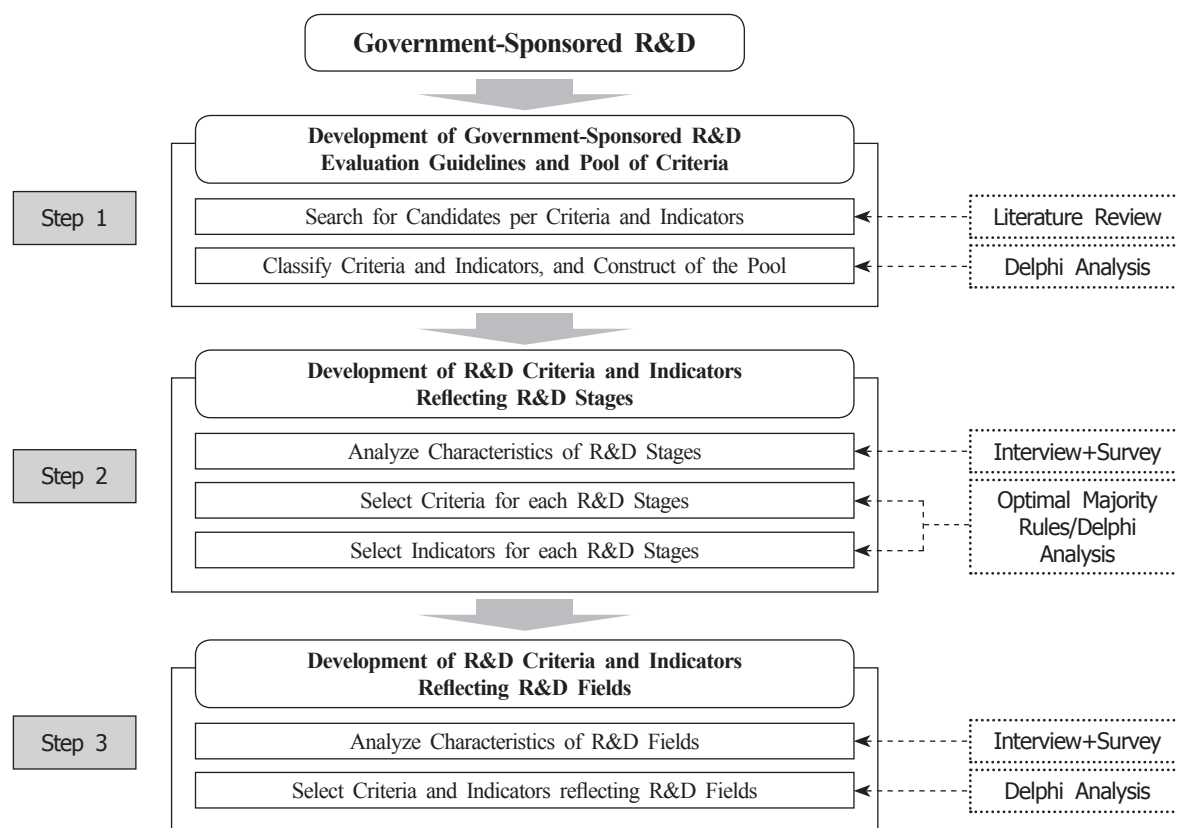 Government-Sponsored R&D
Development of Government-Sponsored R&D
Evaluation Guidelines and Pool of Criteria
Step 1
Search for Candidates per Criteria and Indicators
Literature Review
Classify Criteria and Indicators, and Construct of the Pool
Delphi Analysis
Development of R&D Criteria and Indicators
Reflecting R&D Stages
Step 2
Analyze Characteristics of R&D Stages
Interview+Survey
Select Criteria for each R&D Stages
Select Indicators for each R&D Stages
Optimal Majority
Rules/Delphi
Analysis
Development of R&D Criteria and Indicators
Reflecting R&D Fields
Step 3
Analyze Characteristics of R&D Fields
Interview+Survey
Select Criteria and Indicators reflecting R&D Fields
Delphi Analysis